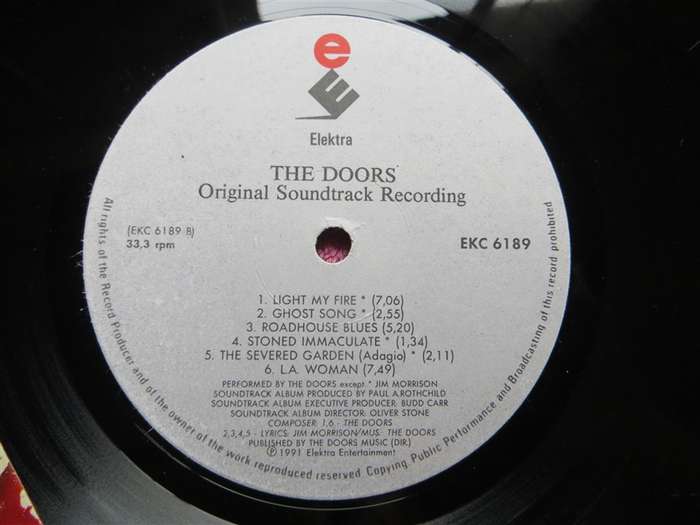 e
Elektra
THE DOORS
Original Soundtrack Recording
(EKC 6189 B)
33,3 rpm
EKC 6189
1. LIGHT MY FIRE * (7,06)
2. GHOST SONG * (2,55)
3. ROADHOUSE BLUES (5,20)
4. STONED IMMACULATE * (1,34)
5. THE SEVERED GARDEN (Adagio) * (2,11)
6. L.A. WOMAN (7,49)
PERFORMED BY THE DOORS except * JIM MORRISON
SOUNDTRACK ALBUM PRODUCED BY PAUL A.ROTHCHILD
SOUNDTRACK ALBUM EXECUTIVE PRODUCER, BUDD CARR
SOUNDTRACK ALBUM DIRECTOR: OLIVER STONE
COMPOSER: 1,6 - THE DOORS
2,3,4,5 - LYRICS: JIM MORRISON/MUS- THE DOORS
PUBLISHED BY THE DOORS MUSIC (DIR.)
℗©1991 Elektra Entertainment
All rights of the Record Producer and of the owner of the work reproduced reserved Copying, Public Performance and Broadcasting of this record prohibited